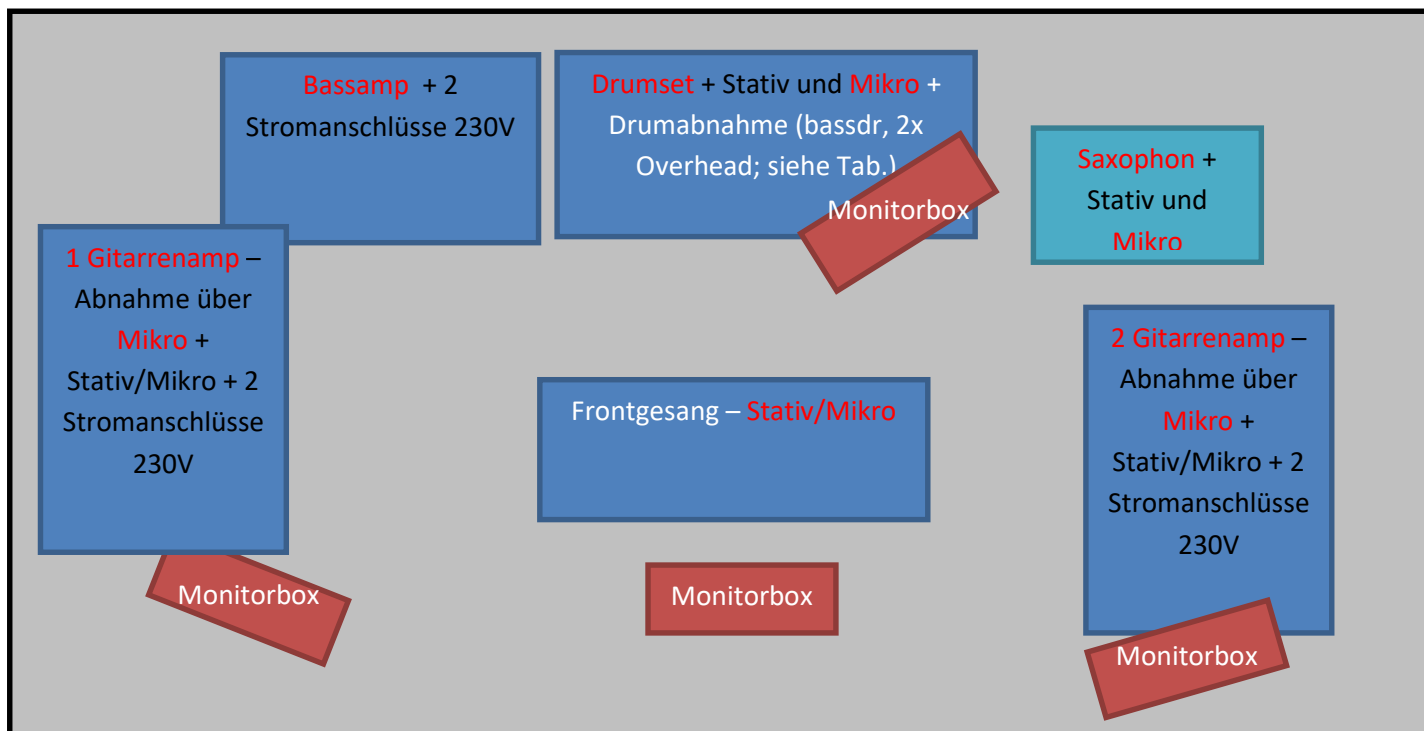 Bassamp + 2
Stromanschlüsse 230V
Drumset + Stativ und Mikro +
Drumabnahme (bassdr, 2x
Overhead; siehe Tab.)
Monitorbox
Saxophon +
Stativ und
Mikro
1 Gitarrenamp –
Abnahme über
Mikro +
Stativ/Mikro + 2
Stromanschlüsse
230V
Frontgesang – Stativ/Mikro
2 Gitarrenamp –
Abnahme über
Mikro +
Stativ/Mikro + 2
Stromanschlüsse
230V
Monitorbox
Monitorbox
Monitorbox